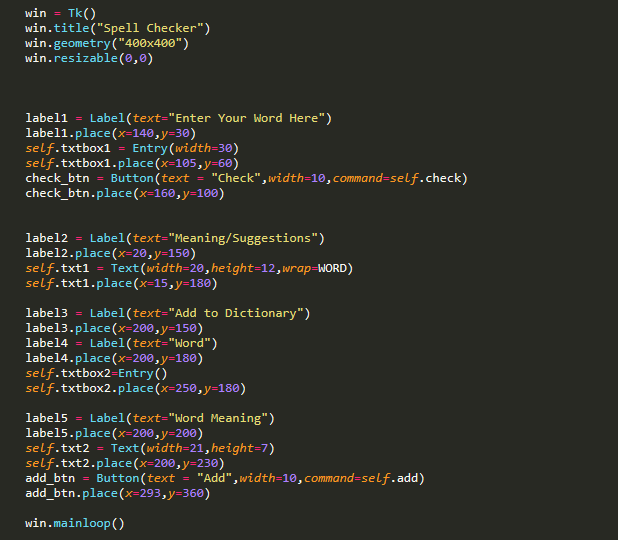 win = Tk()
win.title("Spell Checker")
win.geometry("400x400")
win.resizable(0,0)
label1 = Label(text="Enter Your Word Here")
label1.place(x=140,y=30)
self.txtbox1 = Entry(width=30)
self.txtbox1.place(x=105,y=60)
check_btn = Button(text = "Check",width=10,command=self.check)
check_btn.place(x=160,y=100)
label2 = Label(text="Meaning/Suggestions")
label2.place(x=20,y=150)
self.txt1 = Text(width=20,height=12,wrap=WORD)
self.txt1.place(x=15,y=180)
label3 = Label(text="Add to Dictionary")
label3.place(x=200,y=150)
label4 = Label(text="Word")
label4.place(x=200,y=180)
self.txtbox2=Entry()
self.txtbox2.place(x=250,y=180)
label5 = Label(text="Word Meaning")
label5.place(x=200,y=200)
self.txt2 = Text(width=21,height=7)
self.txt2.place(x=200,y=230)
add_btn = Button(text = "Add",width=10,command=self.add)
add_btn.place(x=293,y=360)
win.mainloop()